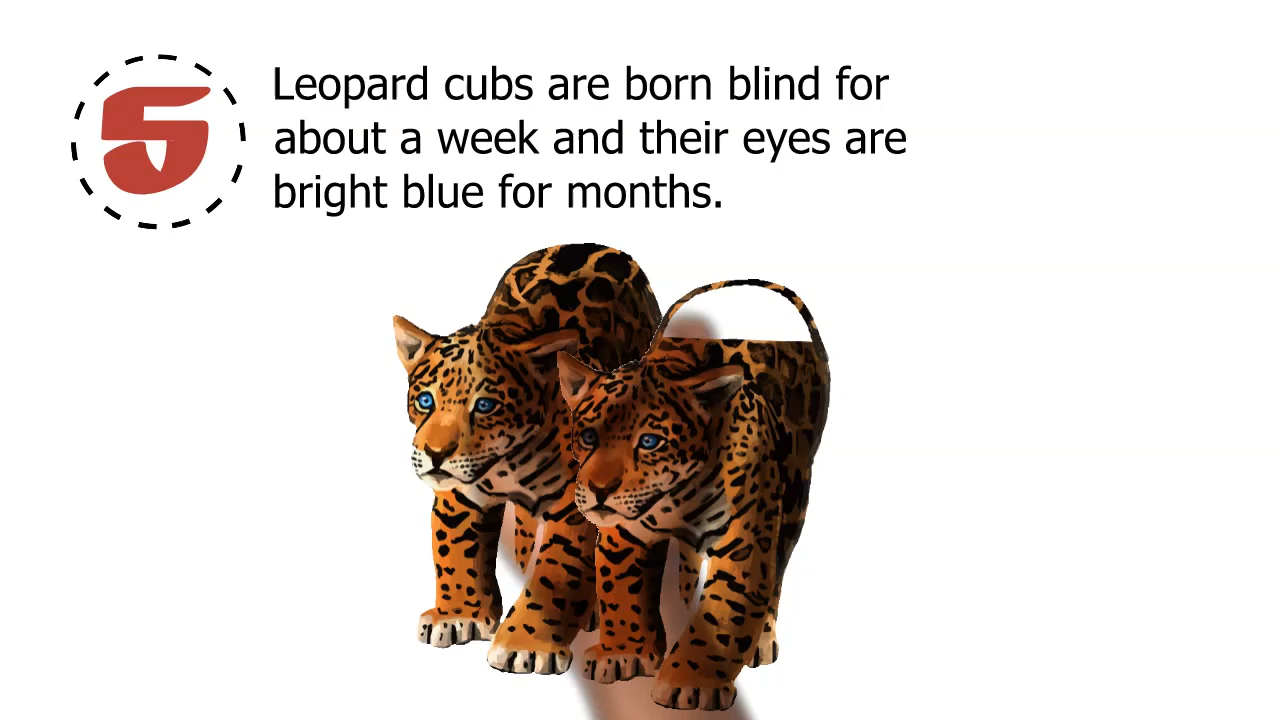 5
Leopard cubs are born blind for
about a week and their eyes are
bright blue for months.